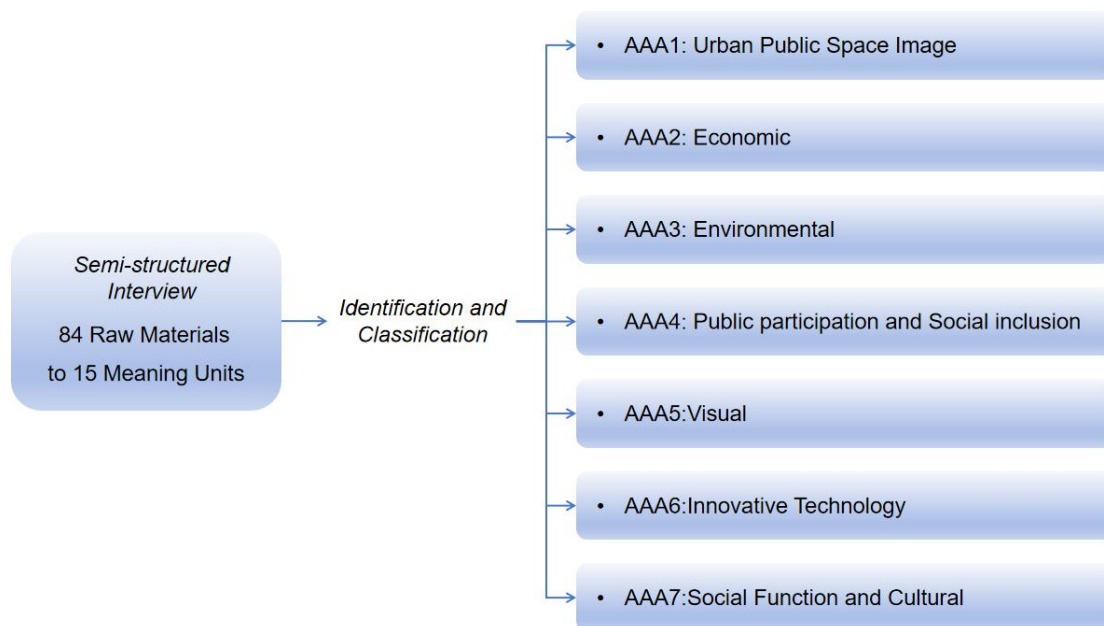 Semi-structured
Interview
84 Raw Materials
to 15 Meaning Units
Identification and
Classification
• AAA1: Urban Public Space Image
• AAA2: Economic
• AAA3: Environmental
• AAA4: Public participation and Social inclusion
• AAA5:Visual
• AAA6:Innovative Technology
• AAA7:Social Function and Cultural